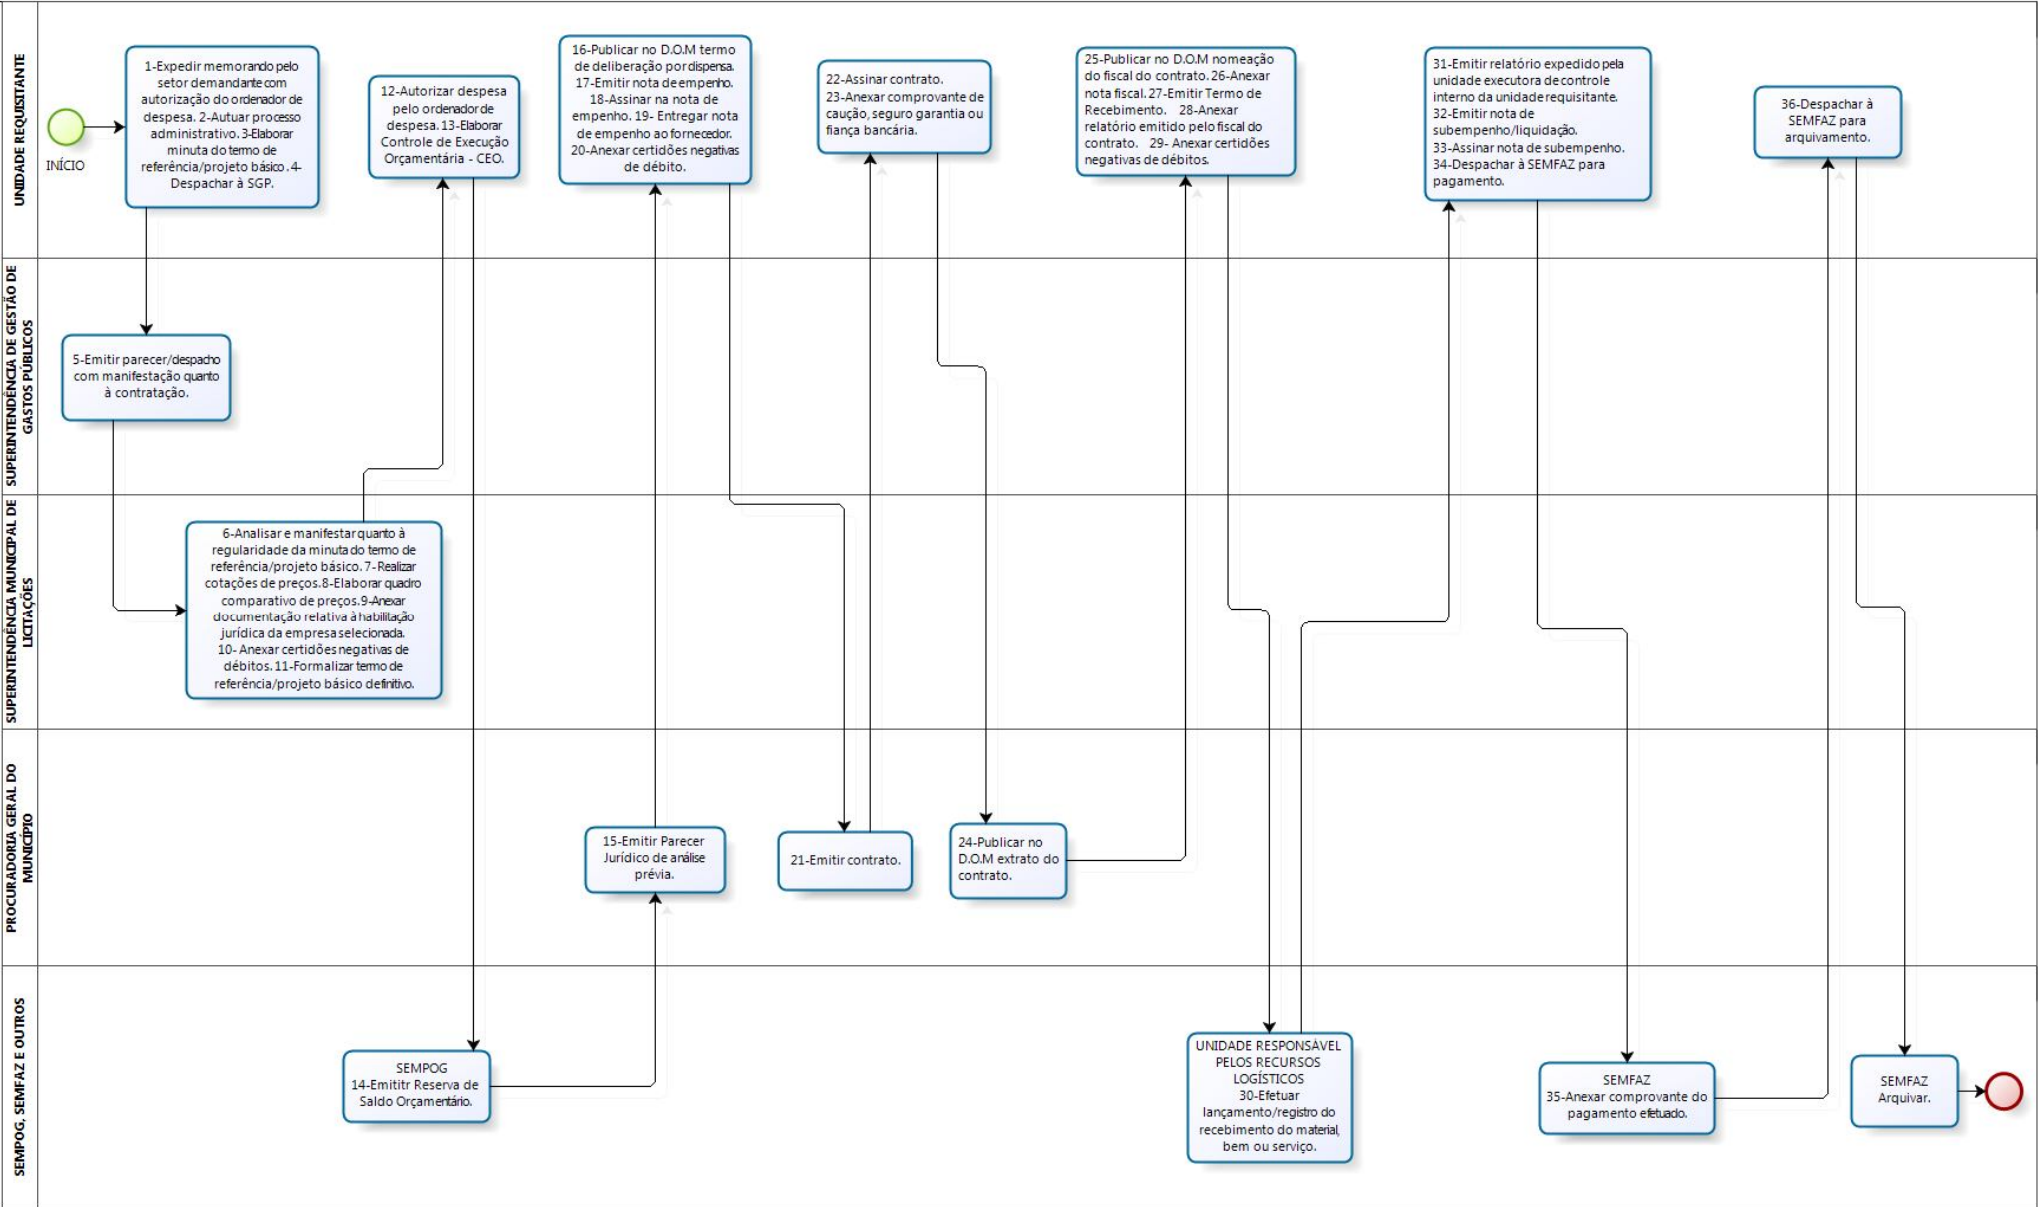 UNIDADE REQUISITANTE
INÍCIO
1-Expedir memorando pelo
setor demandante com
autorização do ordenador de
despesa. 2-Autuar processo
administrativo. 3-Elaborar
minuta do termo de
referência/projeto básico. 4-
Despachar à SGP.
12-Autorizar despesa
pelo ordenador de
despesa. 13-Elaborar
Controle de Execução
Orçamentária - CEO.
16-Publicar no D.O.M termo
de deliberação por dispensa.
17-Emitir nota de empenho.
18-Assinar na nota de
empenho. 19- Entregar nota
de empenho ao fornecedor.
20-Anexar certidões negativas
de débito.
22-Assinar contrato.
23-Anexar comprovante de
caução, seguro garantia ou
fiança bancária.
25-Publicar no D.O.M nomeação
do fiscal do contrato. 26-Anexar
nota fiscal. 27-Emitir Termo de
Recebimento. 28-Anexar
relatório emitido pelo fiscal do
contrato. 29- Anexar certidões
negativas de débitos.
31-Emitir relatório expedido pela
unidade executora de controle
interno da unidade requisitante.
32-Emitir nota de
subempenho/liquidação.
33-Assinar nota de subempenho.
34-Despachar à SEMFAZ para
pagamento.
36-Despachar à
SEMFAZ para
arquivamento.
SUPERINTENDÊNCIA DE GESTÃO DE
GASTOS PÚBLICOS
5-Emitir parecer/despacho
com manifestação quanto
à contratação.
SUPERINTENDÊNCIA MUNICIPAL DE
LICITAÇÕES
6-Analisar e manifestar quanto à
regularidade da minuta do termo de
referência/projeto básico. 7-Realizar
cotações de preços.8-Elaborar quadro
comparativo de preços.9-Anexar
documentação relativa à habilitação
jurídica da empresa selecionada.
10- Anexar certidões negativas de
débitos. 11-Formalizar termo de
referência/projeto básico definitivo.
PROCURADORIA GERAL DO
MUNICÍPIO
15-Emitir Parecer
Jurídico de análise
prévia.
21-Emitir contrato.
24-Publicar no
D.O.M extrato do
contrato.
SEMPOG, SEMFAZ E OUTROS
SEMPOG
14-Emititr Reserva de
Saldo Orçamentário.
UNIDADE RESPONSÁVEL
PELOS RECURSOS
LOGÍSTICOS
30-Efetuar
lançamento/registro do
recebimento do material,
bem ou serviço.
SEMFAZ
35-Anexar comprovante do
pagamento efetuado.
SEMFAZ
Arquivar.